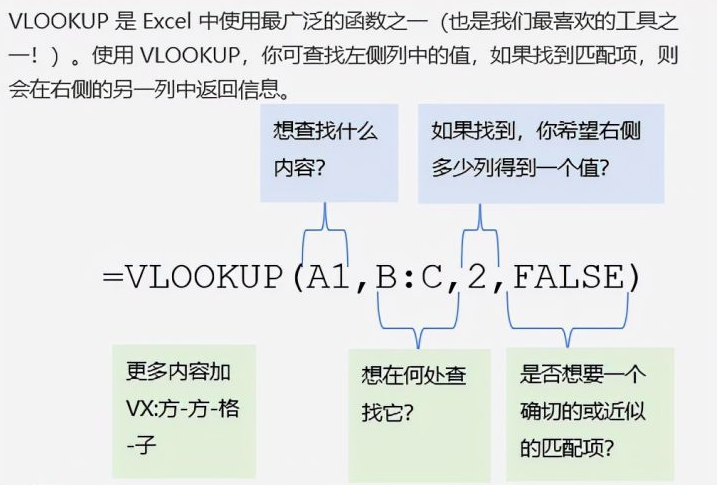 VLOOKUP 是 Excel 中使用最广泛的函数之一（也是我们最喜欢的工具之
一！）。使用 VLOOKUP，你可查找左侧列中的值，如果找到匹配项，则
会在右侧的另一列中返回信息。
想查找什么
内容？
如果找到，你希望右侧
多少列得到一个值？
=VLOOKUP(A1,B:C,2,FALSE)
更多内容加
VX:方-方-格
-子
想在何处查
找它？
是否想要一个
确切的或近似
的匹配项？